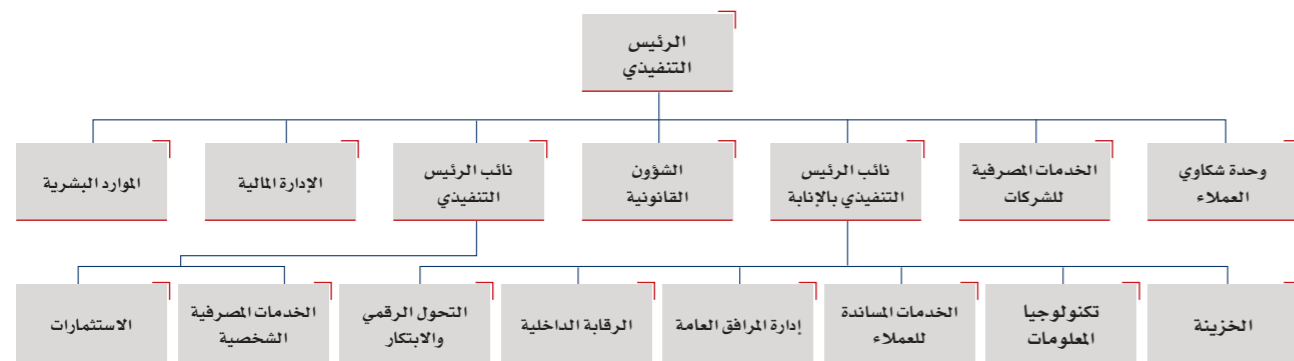 الرئيس
التنفيذي
وحدة شكاوي
العملاء
الخدمات المصرفية
للشركات
نائب الرئيس
التنفيذي بالإنابة
الشؤون
القانونية
نائب الرئيس
التنفيذي
الإدارة المالية
الموارد البشرية
الخزينة
تكنولوجيا
المعلومات
الخدمات المساندة
للعملاء
إدارة المرافق العامة
الرقابة الداخلية
التحول الرقمي
والابتكار
الخدمات المصرفية
الشخصية
الاستثمارات